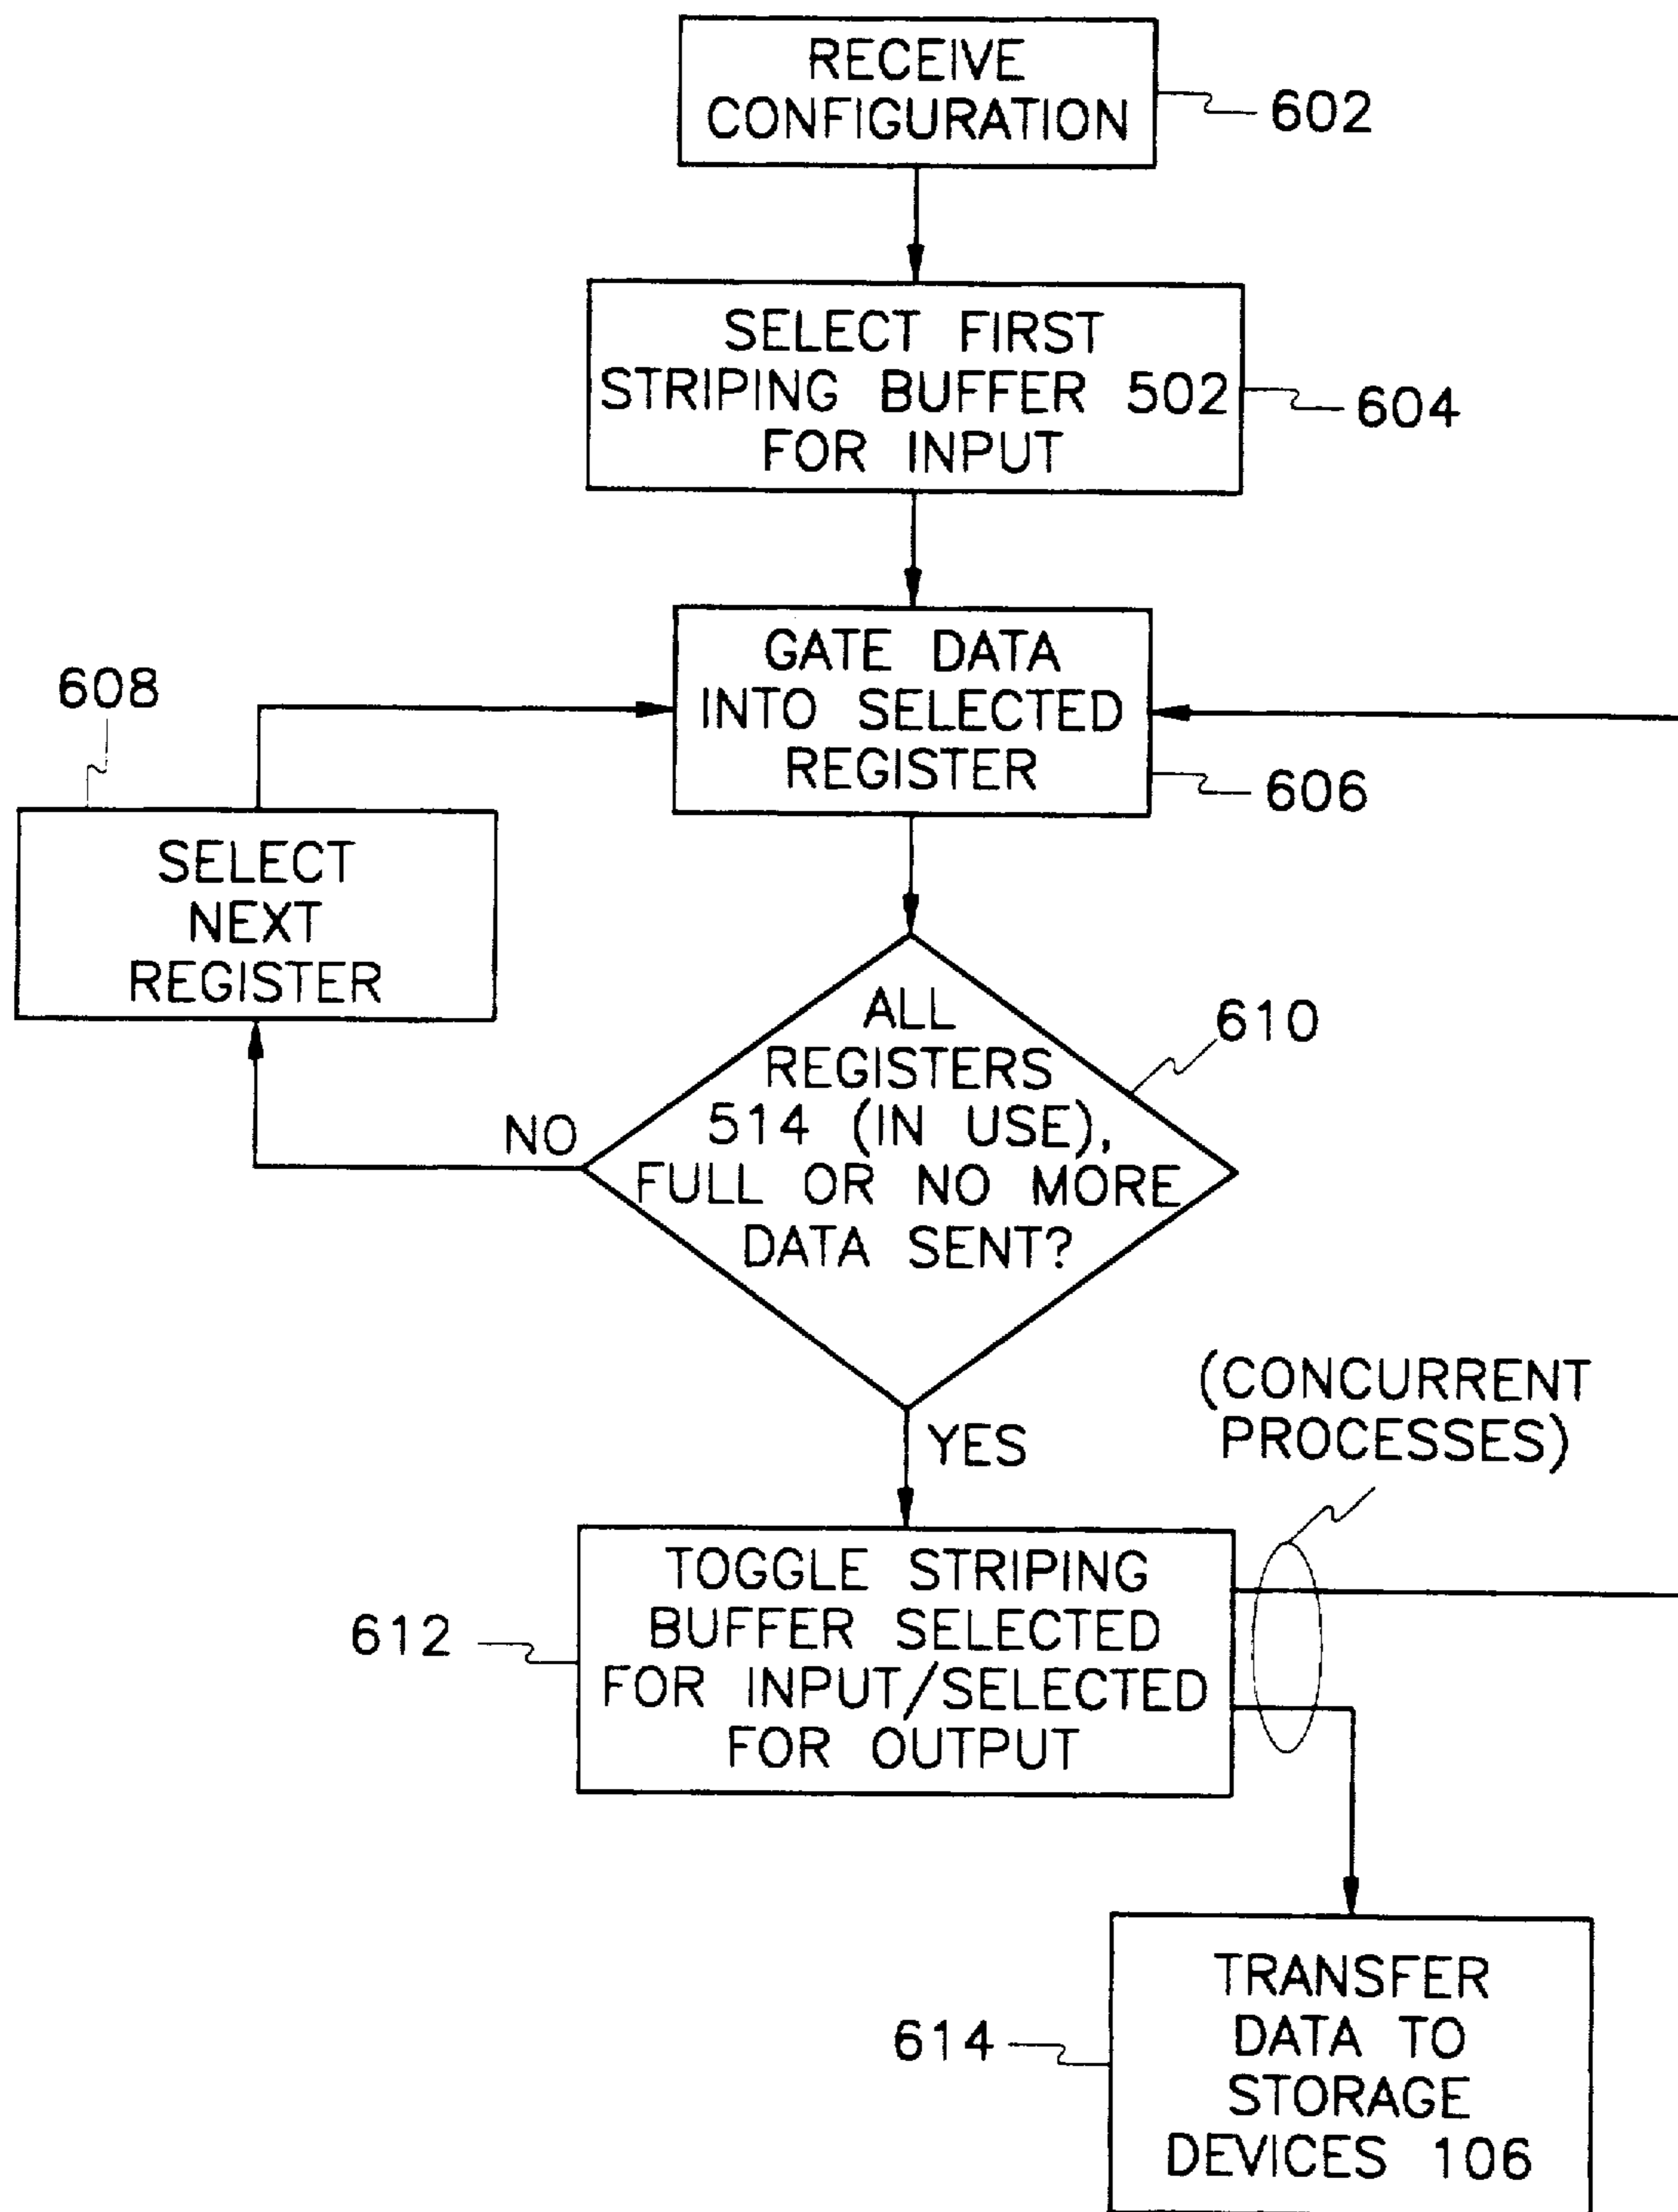 RECEIVE
CONFIGURATION
602
SELECT FIRST
STRIPING BUFFER 502
FOR INPUT
604
GATE DATA
INTO SELECTED
REGISTER
606
608
SELECT
NEXT
REGISTER
ALL
REGISTERS
514 (IN USE),
FULL OR NO MORE
DATA SENT?
610
NO
YES
(CONCURRENT
PROCESSES)
TOGGLE STRIPING
BUFFER SELECTED
FOR INPUT/SELECTED
FOR OUTPUT
612
TRANSFER
DATA TO
STORAGE
DEVICES 106
614